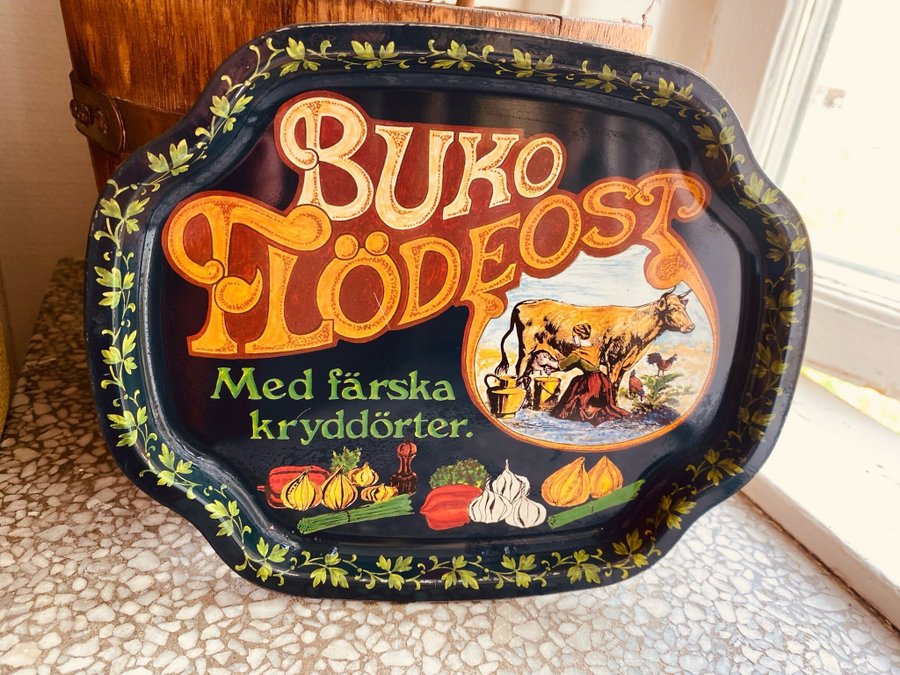 BUKO
FLÖDEOST
Med färska
kryddörter.